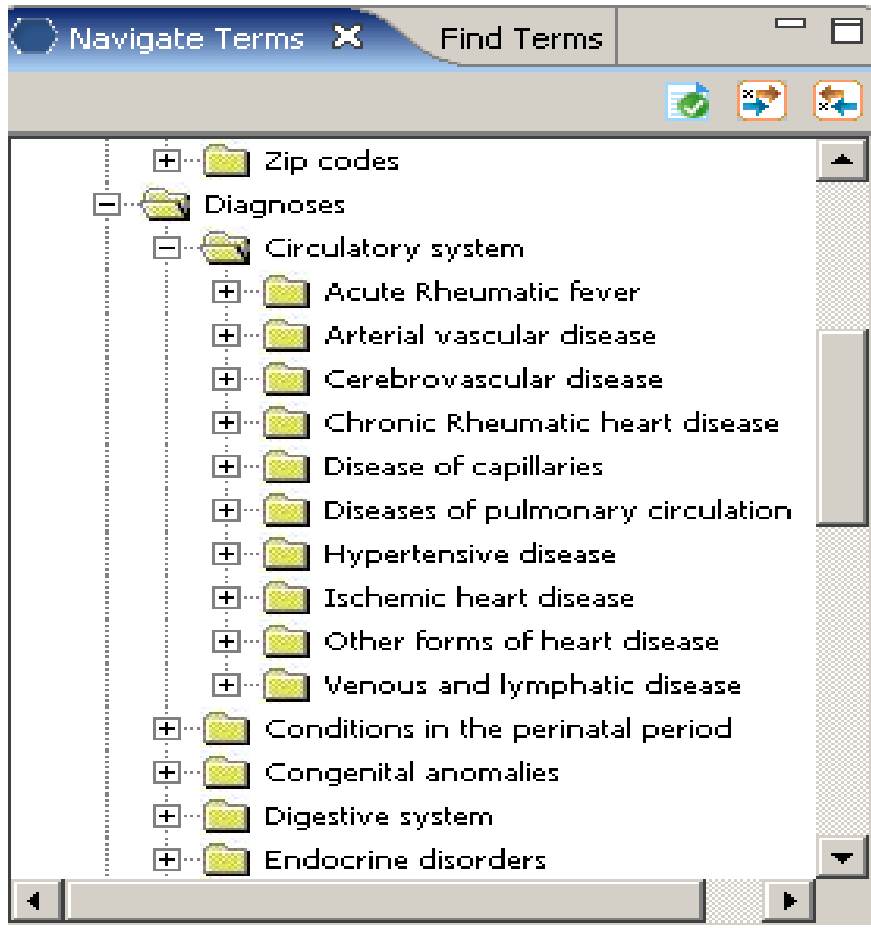 Navigate Terms Find Terms
Zip codes
Diagnoses
Circulatory system
Acute Rheumatic fever
Arterial vascular disease
Cerebrovascular disease
Chronic Rheumatic heart disease
Disease of capillaries
Diseases of pulmonary circulation
Hypertensive disease
Ischemic heart disease
Other forms of heart disease
Venous and lymphatic disease
Conditions in the perinatal period
Congenital anomalies
Digestive system
Endocrine disorders